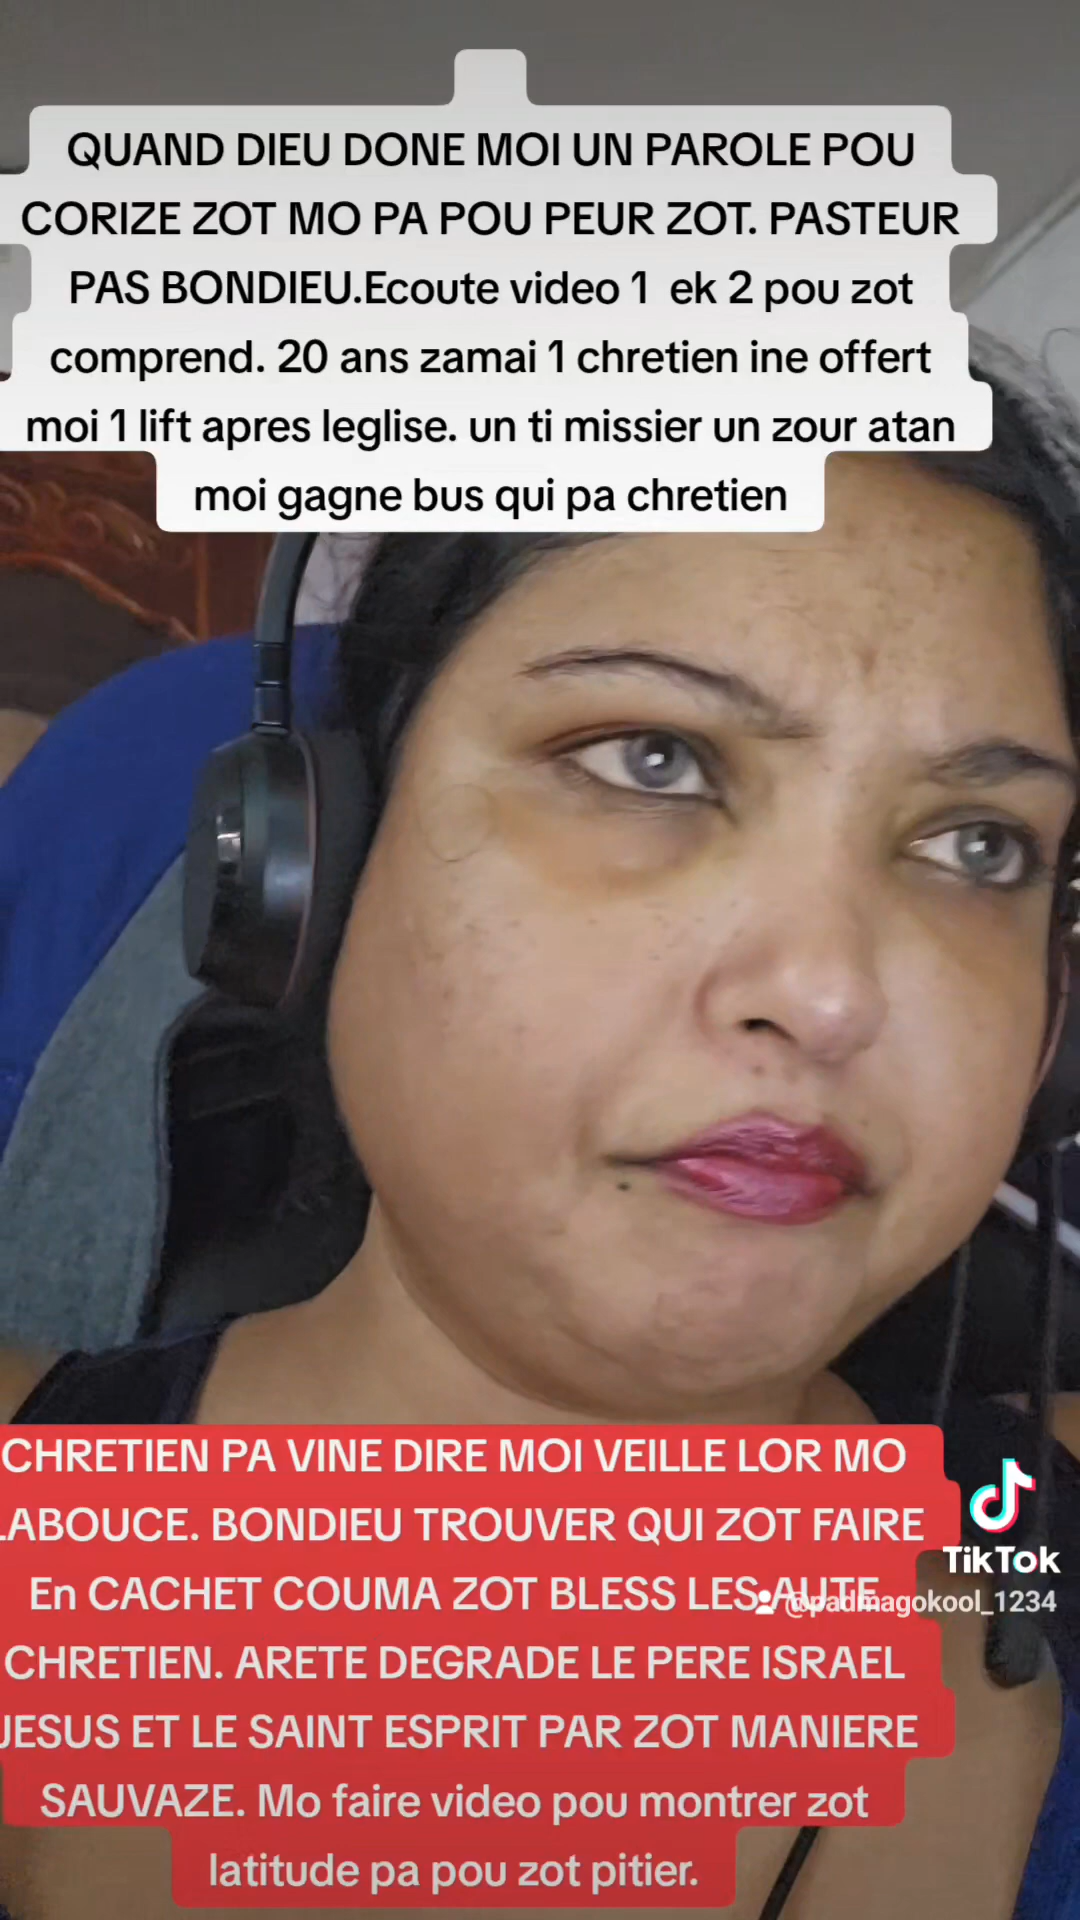 QUAND DIEU DONE MOI UN PAROLE POU
CORIZE ZOT MO PA POU PEUR ZOT. PASTEUR
PAS BONDIEU.Ecoute video 1 ek 2 pou zot
comprend. 20 ans zamai 1 chretien ine offert
moi 1 lift apres leglise. un ti missier un zour atan
moi gagne bus qui pa chretien
CHRETIEN PA VINE DIRE MOI VEILLE LOR MO
LABOUCE. BONDIEU TROUVER QUI ZOT FAIRE
En CACHET COUMA ZOT BLESS LES AUTE
CHRETIEN. ARETE DEGRADE LE PERE ISRAEL
JESUS ET LE SAINT ESPRIT PAR ZOT MANIERE
SAUVAZE. Mo faire video pou montrer zot
latitude pa pou zot pitier.
TikTok
@padmagokool_1234